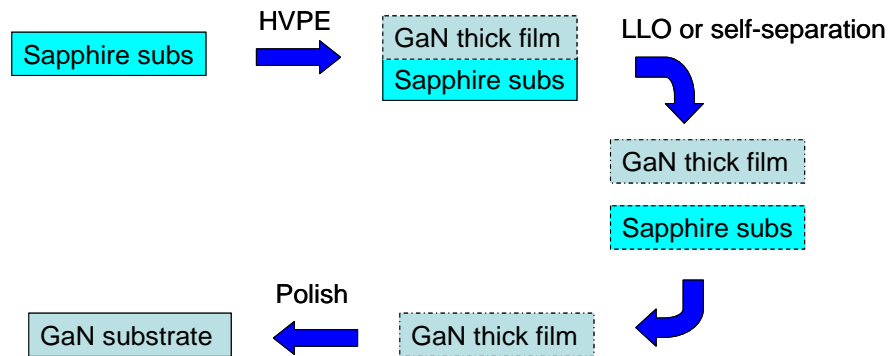 Sapphire subs
HVPE
GaN thick film
Sapphire subs
LLO or self-separation
GaN thick film
Sapphire subs
GaN thick film
Polish
GaN substrate